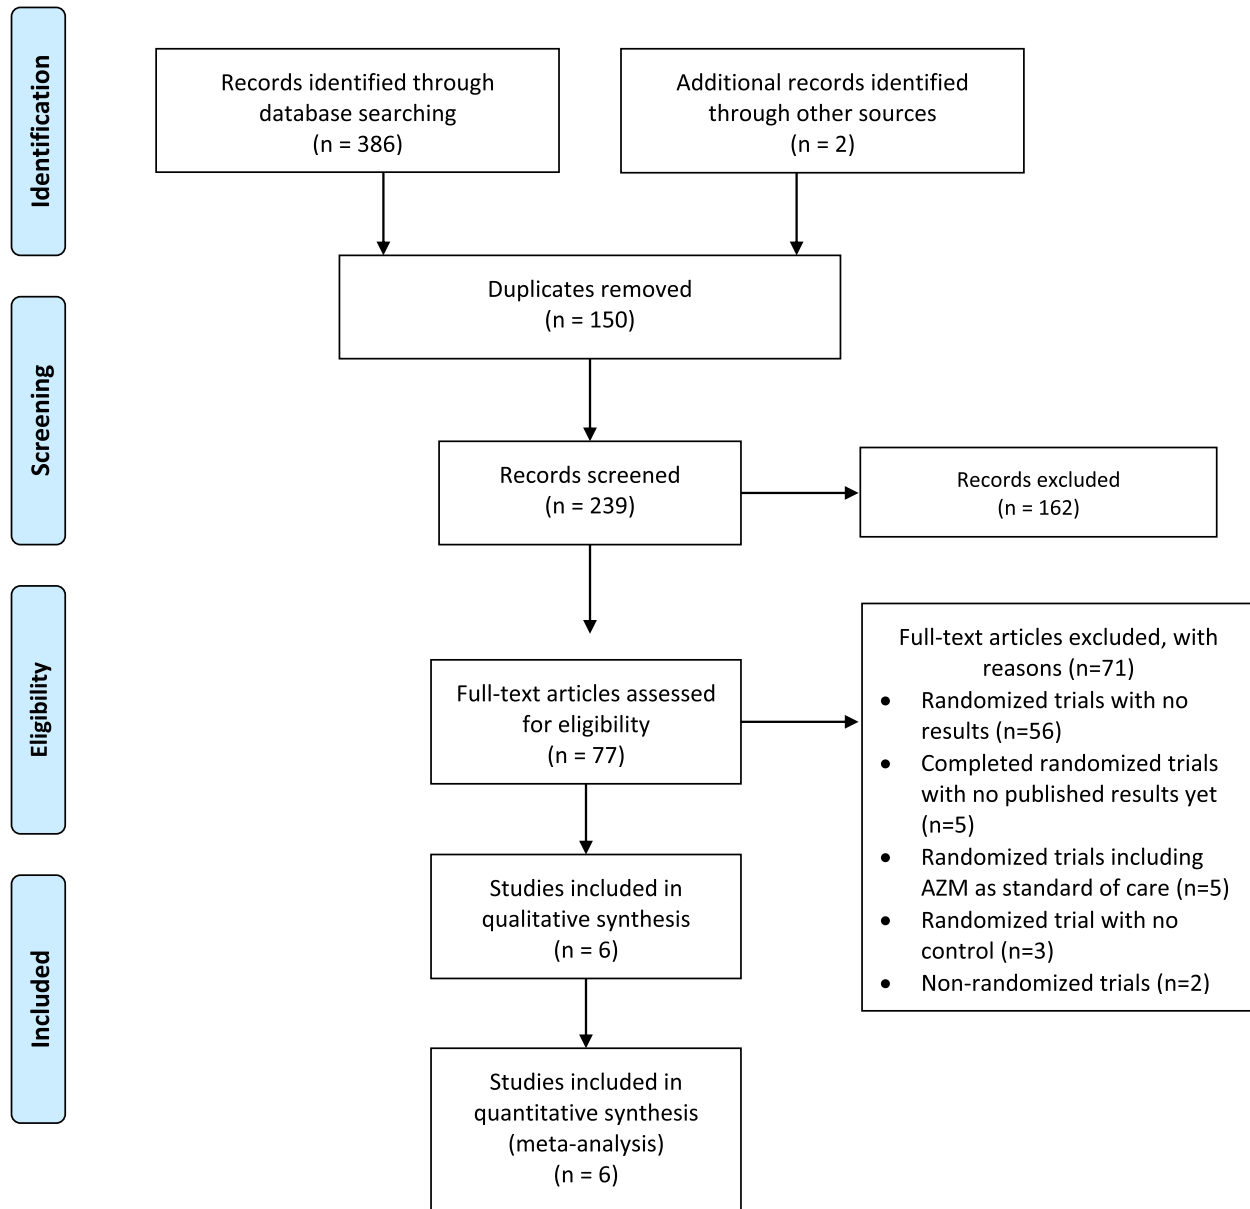 Identification
Records identified through
database searching
(n = 386)
Additional records identified
through other sources
(n = 2)
Duplicates removed
(n = 150)
Screening
Records screened
(n = 239)
Records excluded
(n = 162)
Eligibility
Full-text articles assessed
for eligibility
(n = 77)
Full-text articles excluded, with
reasons (n=71)
• Randomized trials with no
results (n=56)
• Completed randomized trials
with no published results yet
(n=5)
• Randomized trials including
AZM as standard of care (n=5)
• Randomized trial with no
control (n=3)
• Non-randomized trials (n=2)
Included
Studies included in
qualitative synthesis
(n = 6)
Studies included in
quantitative synthesis
(meta-analysis)
(n = 6)